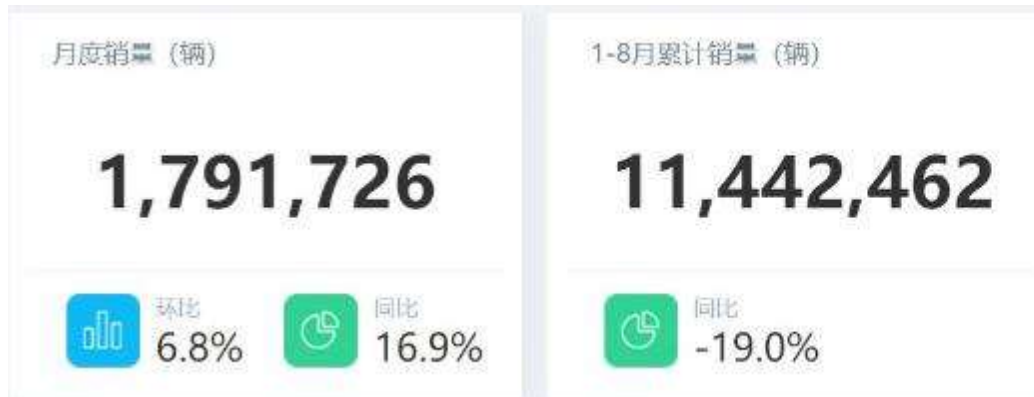 月度销量（辆）
1,791,726
环比
6.8%
同比
16.9%
1-8月累计销量（辆）
11,442,462
同比
-19.0%